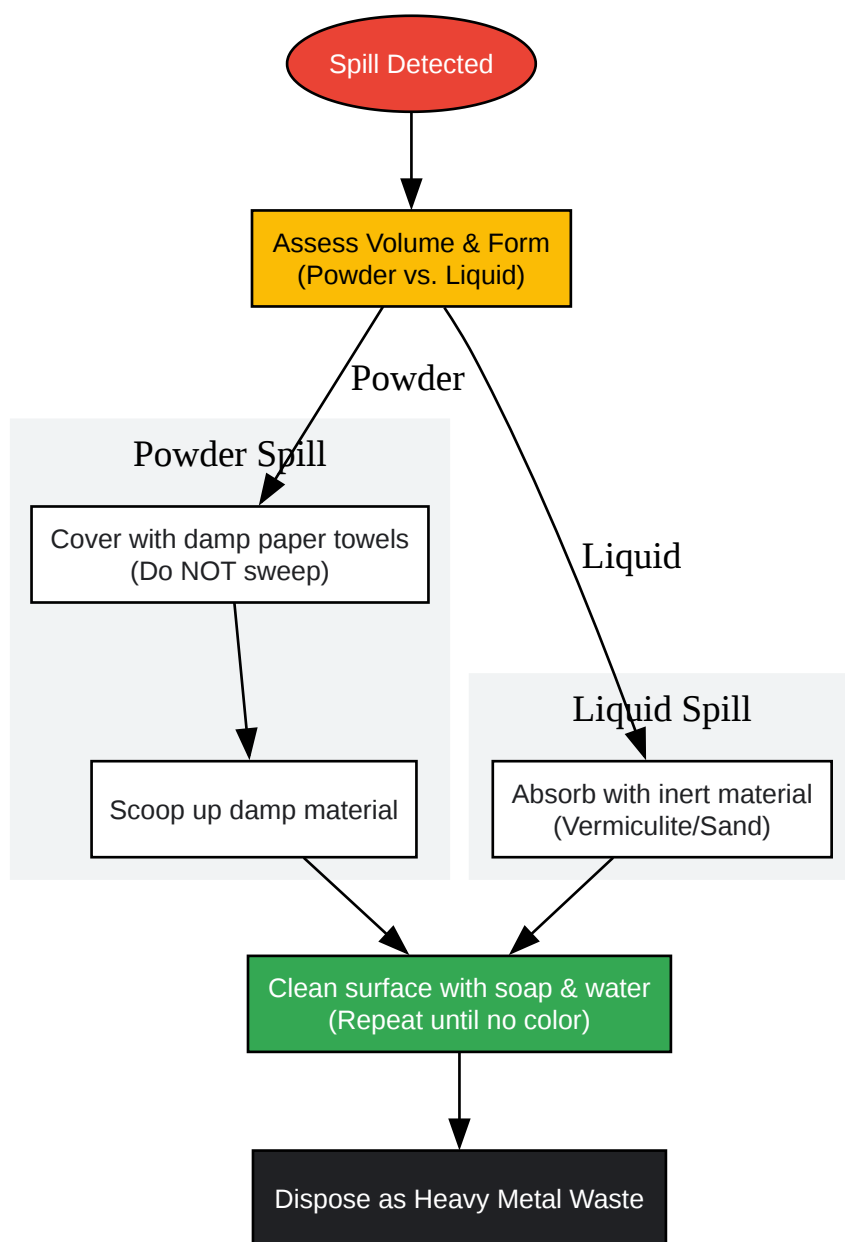 Spill Detected
Assess Volume & Form
(Powder vs. Liquid)
Powder
Powder Spill
Cover with damp paper towels
(Do NOT sweep)
Liquid
Liquid Spill
Scoop up damp material
Absorb with inert material
(Vermiculite/Sand)
Clean surface with soap & water
(Repeat until no color)
Dispose as Heavy Metal Waste